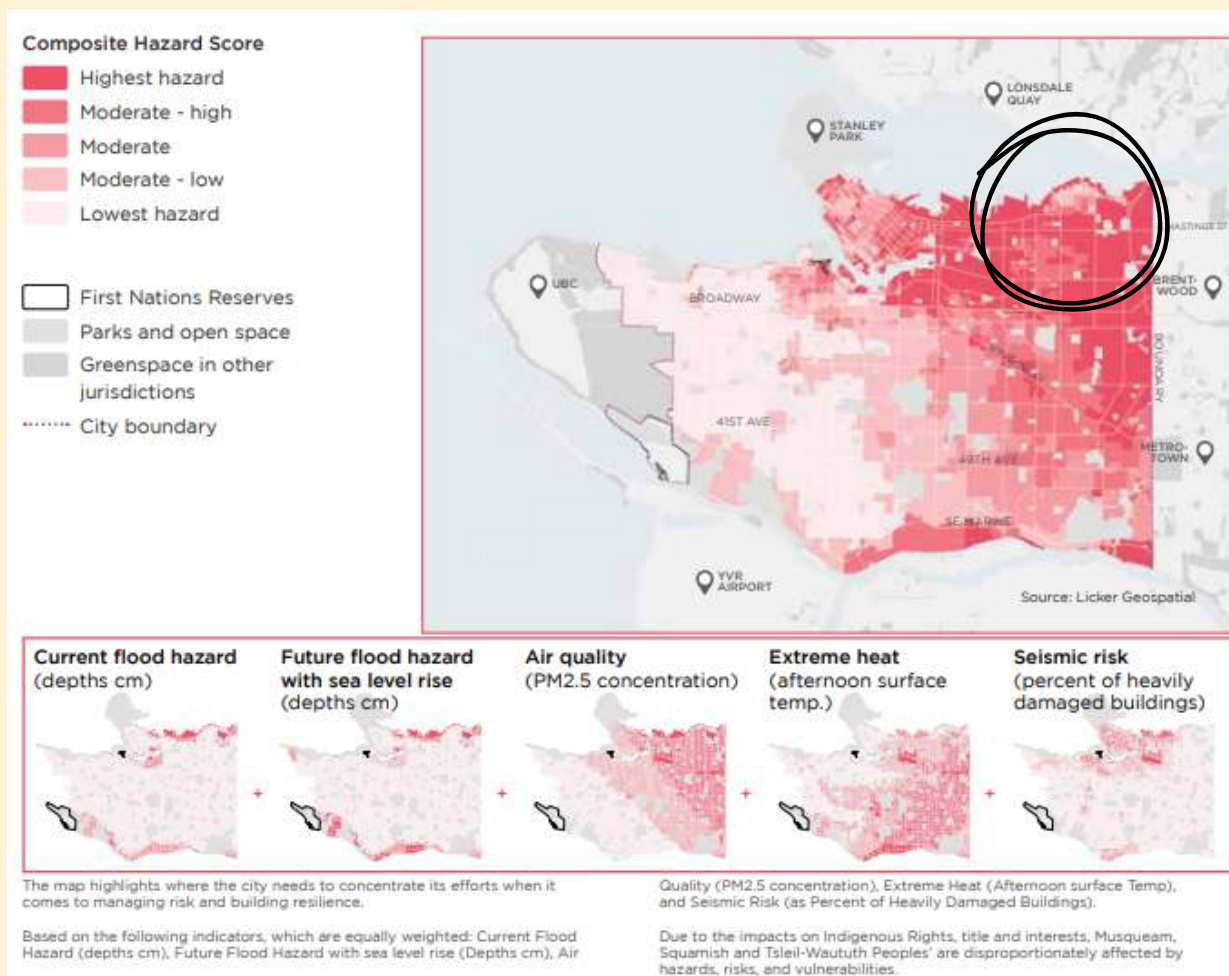 Composite Hazard Score
Highest hazard
Moderate - high
Moderate
Moderate - low
Lowest hazard
First Nations Reserves
Parks and open space
Greenspace in other
jurisdictions
City boundary
LONSDALE
QUAY
STANLEY
PARK
HASTINGS ST
UBC
BRENT-
WOOD
BROADWAY
KINGSWAY
BOUNDARY
41ST AVE
METRO-
TOWN
49TH AVE
SE MARINE
YVR
AIRPORT
Source: Licker Geospatial
Current flood hazard
(depths cm)
Future flood hazard
with sea level rise
(depths cm)
Air quality
(PM2.5 concentration)
Extreme heat
(afternoon surface
temp.)
Seismic risk
(percent of heavily
damaged buildings)
+
+
+
+
The map highlights where the city needs to concentrate its efforts when it
comes to managing risk and building resilience.
Based on the following indicators, which are equally weighted: Current Flood
Hazard (depths cm), Future Flood Hazard with sea level rise (Depths cm), Air
Quality (PM2.5 concentration), Extreme Heat (Afternoon surface Temp),
and Seismic Risk (as Percent of Heavily Damaged Buildings).
Due to the impacts on Indigenous Rights, title and interests, Musqueam,
Squamish and Tsleil-Waututh Peoples' are disproportionately affected by
hazards, risks, and vulnerabilities.